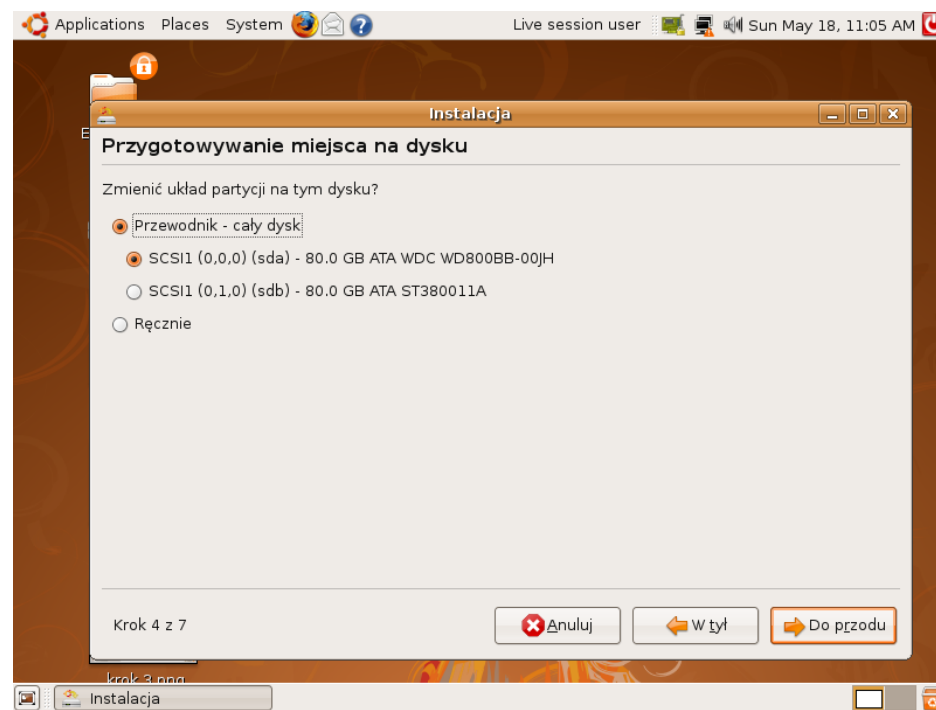 Applications Places System Live session user Sun May 18, 11:05 AM
E
Instalacja
Przygotowywanie miejsca na dysku
Zmienić układ partycji na tym dysku?
Przewodnik - cały dysk
SCSI1 (0,0,0) (sda) - 80.0 GB ATA WDC WD800BB-00JH
SCSI1 (0,1,0) (sdb) - 80.0 GB ATA ST380011A
Ręcznie
Krok 4 z 7
Anuluj
W tył
Do przodu
krok 3.png
Instalacja